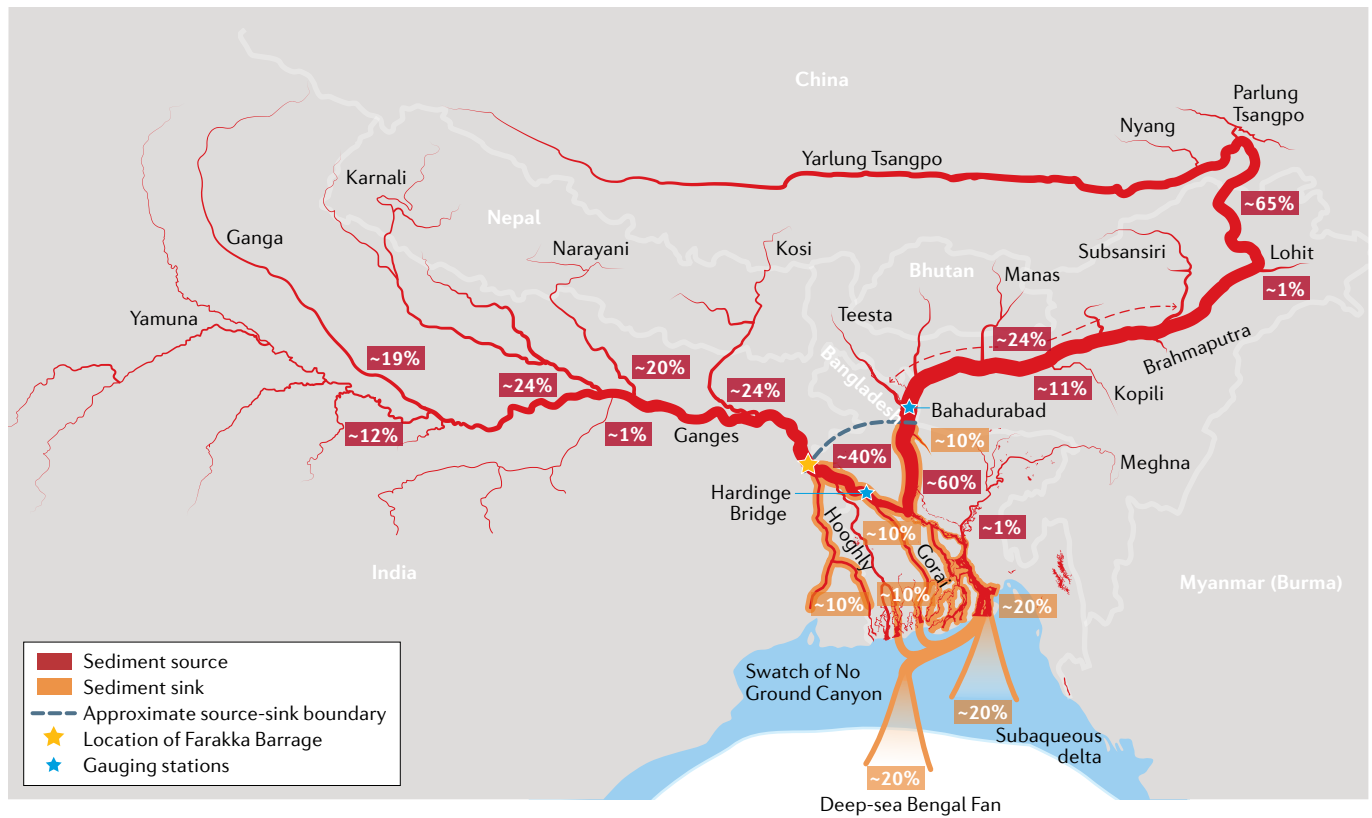 China
Parlung
Tsangpo
Nyang
Yarlung Tsangpo
Karnali
~65%
Nepal
Ganga
Narayani
Kosi
Subsansiri
Lohit
Bhutan
Manas
~1%
Teesta
Yamuna
~24%
Brahmaputra
~19%
Bangladesh
~20%
~11%
Kopili
~24%
~24%
Bahadurabad
~12%
~1%
Ganges
~10%
~40%
Meghna
~60%
Hardinge
Bridge
~1%
Hooghly
~10%
Gorai
India
Myanmar (Burma)
~10%
~10%
~20%
Sediment source
Sediment sink
Approximate source-sink boundary
Location of Farakka Barrage
Gauging stations
Swatch of No
Ground Canyon
~20%
Subaqueous
delta
~20%
Deep-sea Bengal Fan